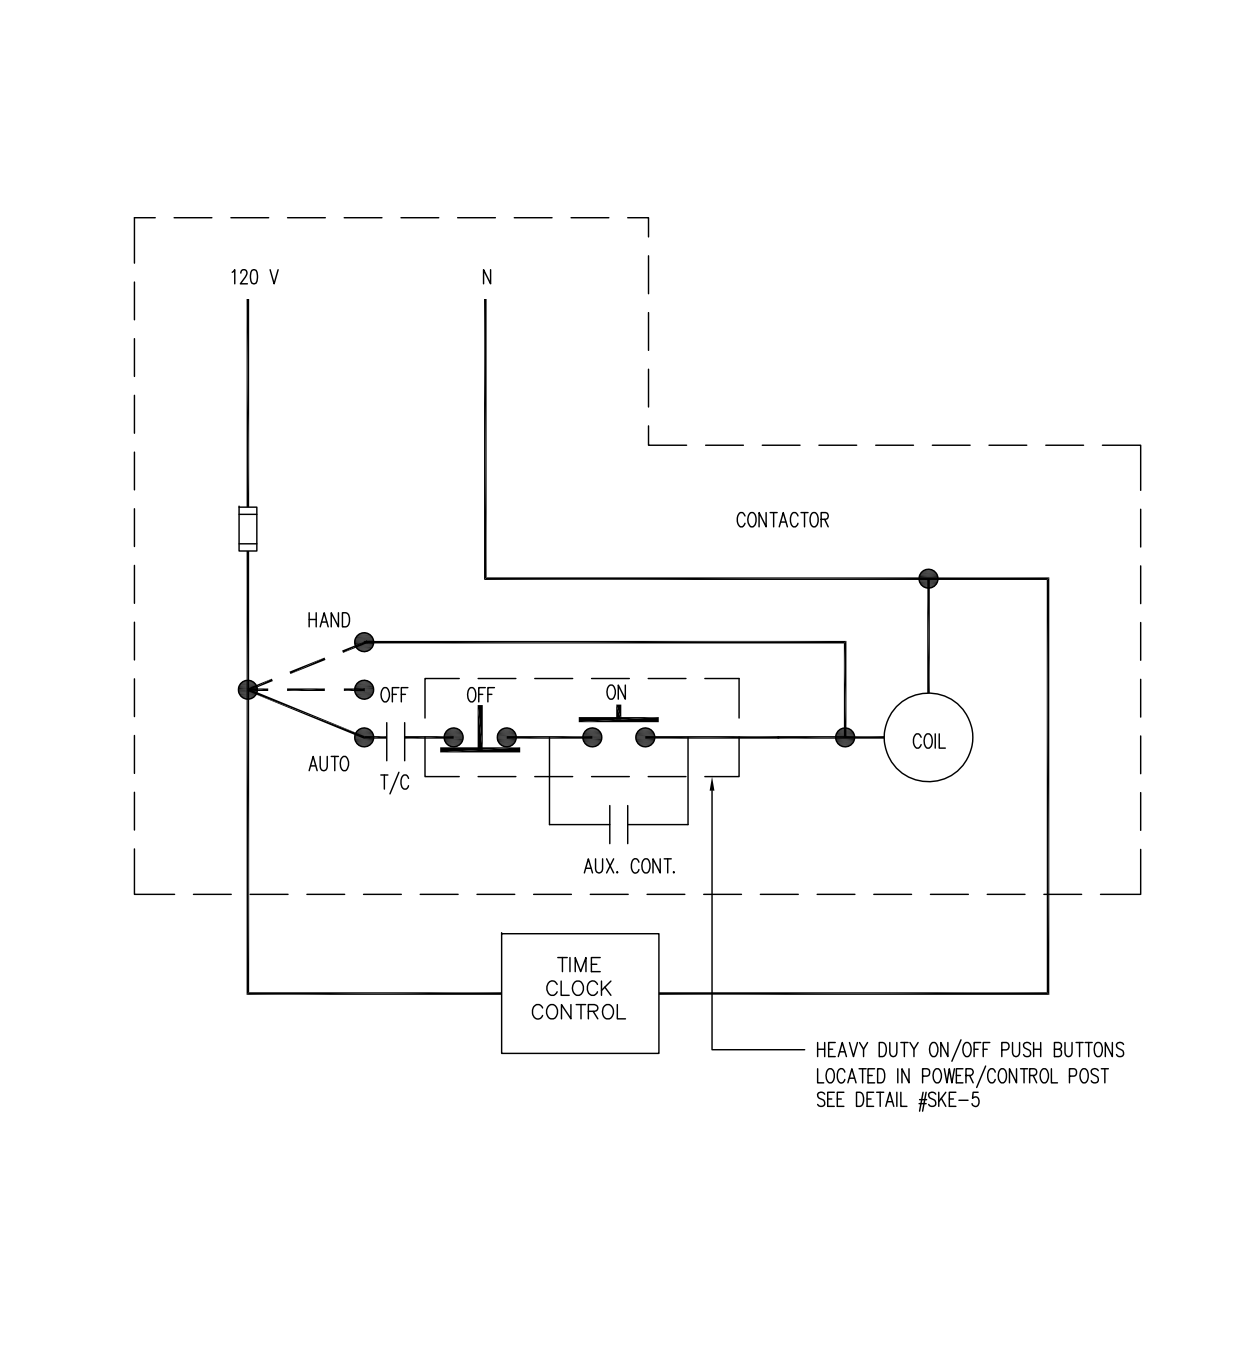 120 V
N
CONTACTOR
HAND
OFF
OFF
ON
AUTO
T/C
COIL
AUX. CONT.
TIME
CLOCK
CONTROL
HEAVY DUTY ON/OFF PUSH BUTTONS
LOCATED IN POWER/CONTROL POST
SEE DETAIL #SKE-5